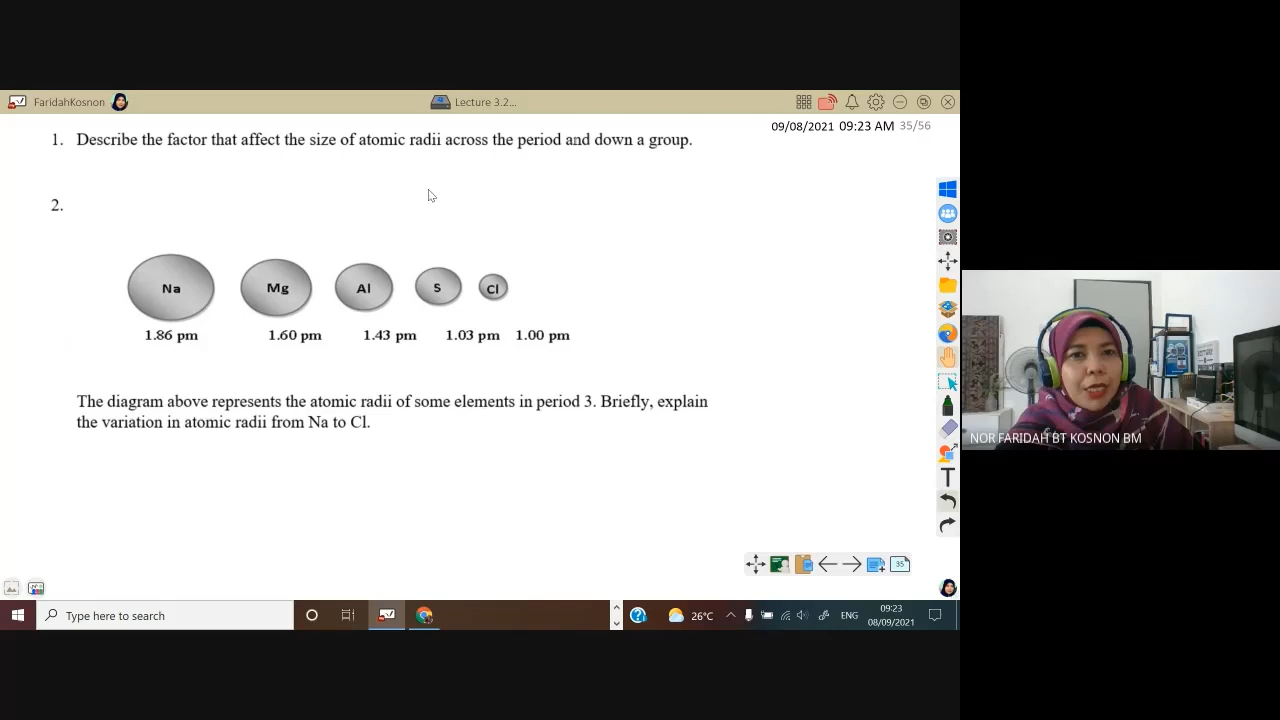 FaridahKosnon
Lecture 3.2...
09/08/2021 09:23 AM 35/56
1. Describe the factor that affect the size of atomic radii across the period and down a group.
2.
Na Mg Al S Cl
1.86 pm 1.60 pm 1.43 pm 1.03 pm 1.00 pm
The diagram above represents the atomic radii of some elements in period 3. Briefly, explain
the variation in atomic radii from Na to Cl.
NOR FARIDAH BT KOSNON BM
T
35
Type here to search
26°C
ENG
09:23
08/09/2021